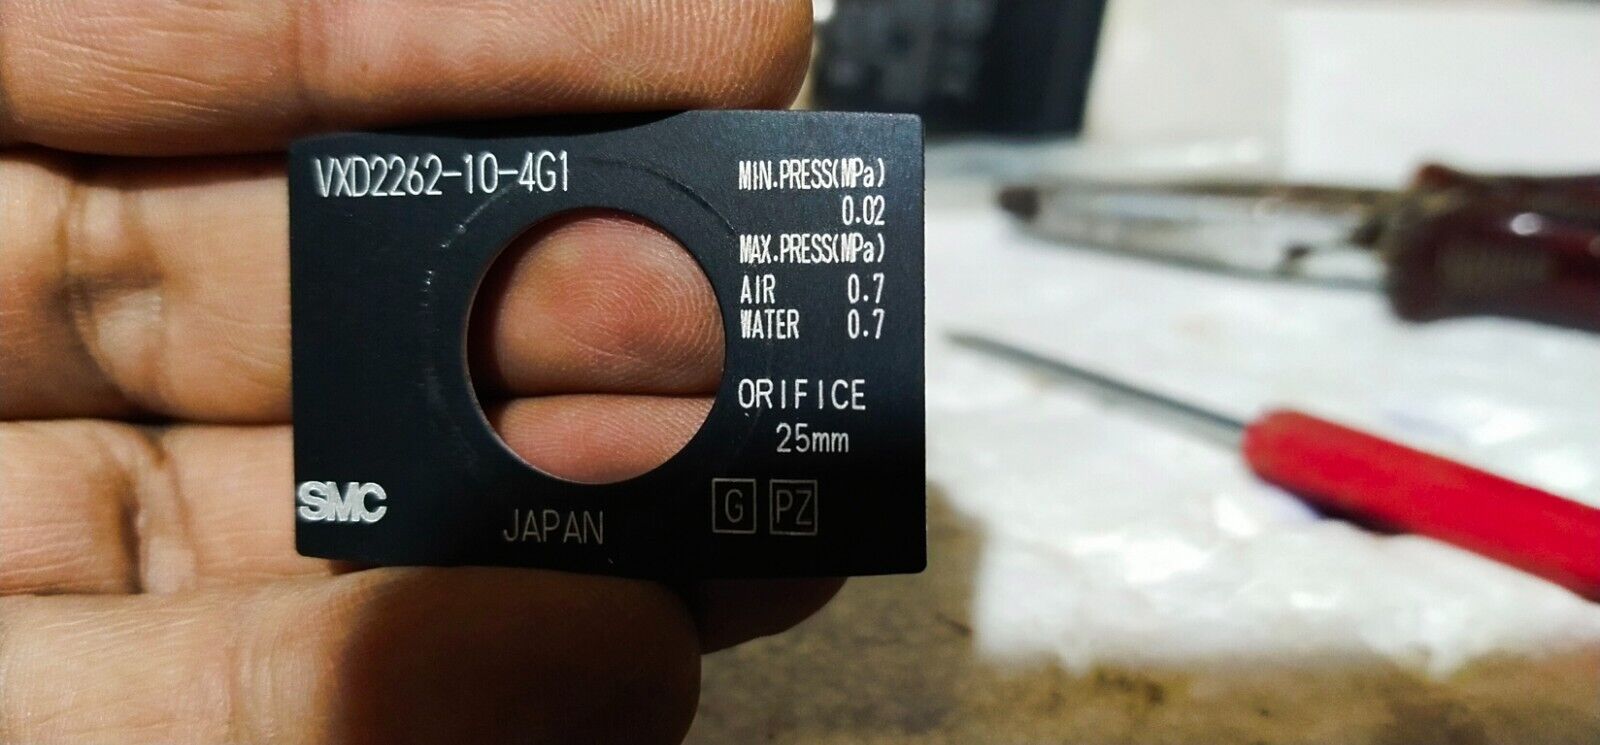 VXD2262-10-4G1
MIN.PRESS(MPa)
0.02
MAX.PRESS(MPa)
AIR 0.7
WATER 0.7
ORIFICE
25mm
SMC
JAPAN
G PZ